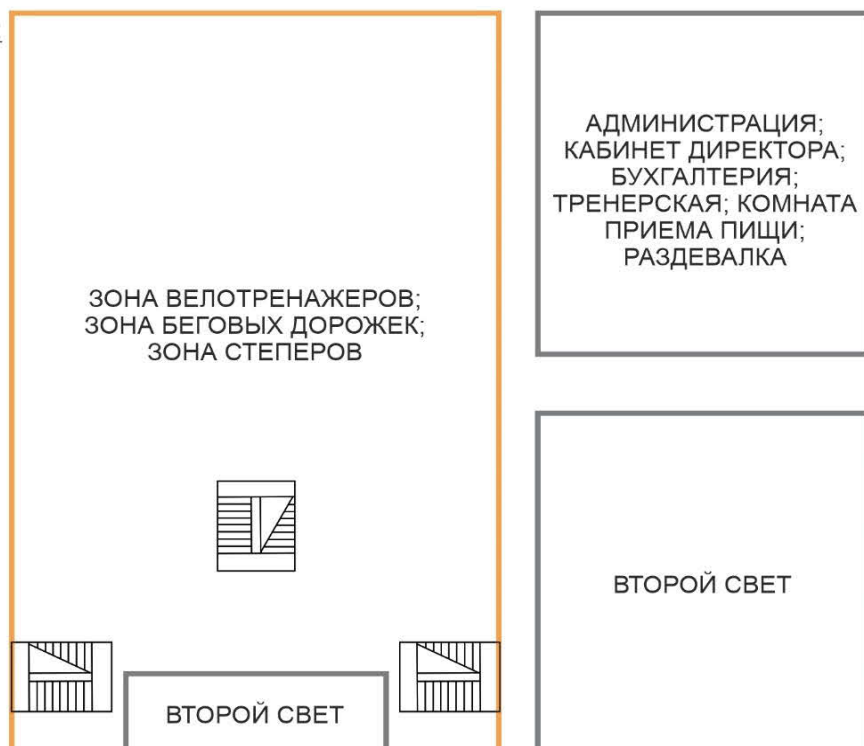 ЗОНА ВЕЛОТРЕНАЖЕРОВ;
ЗОНА БЕГОВЫХ ДОРОЖЕК;
ЗОНА СТЕПЕРОВ
ВТОРОЙ СВЕТ
АДМИНИСТРАЦИЯ;
КАБИНЕТ ДИРЕКТОРА;
БУХГАЛТЕРИЯ;
ТРЕНЕРСКАЯ; КОМНАТА
ПРИЕМА ПИЩИ;
РАЗДЕВАЛКА
ВТОРОЙ СВЕТ